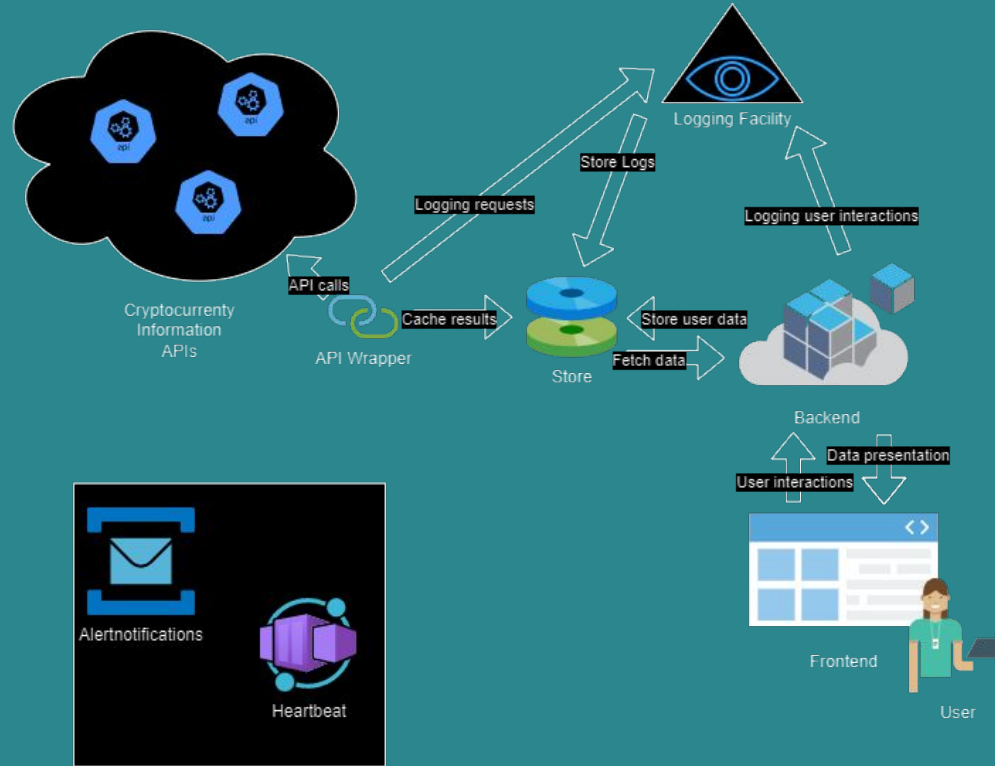 api
api
api
Logging Facility
Store Logs
Logging requests
Logging user interactions
API calls
Cryptocurrenty
Information
APIs
Cache results
Store user data
API Wrapper
Fetch data
Store
Backend
Data presentation
User interactions
Alertnotifications
Frontend
Heartbeat
User